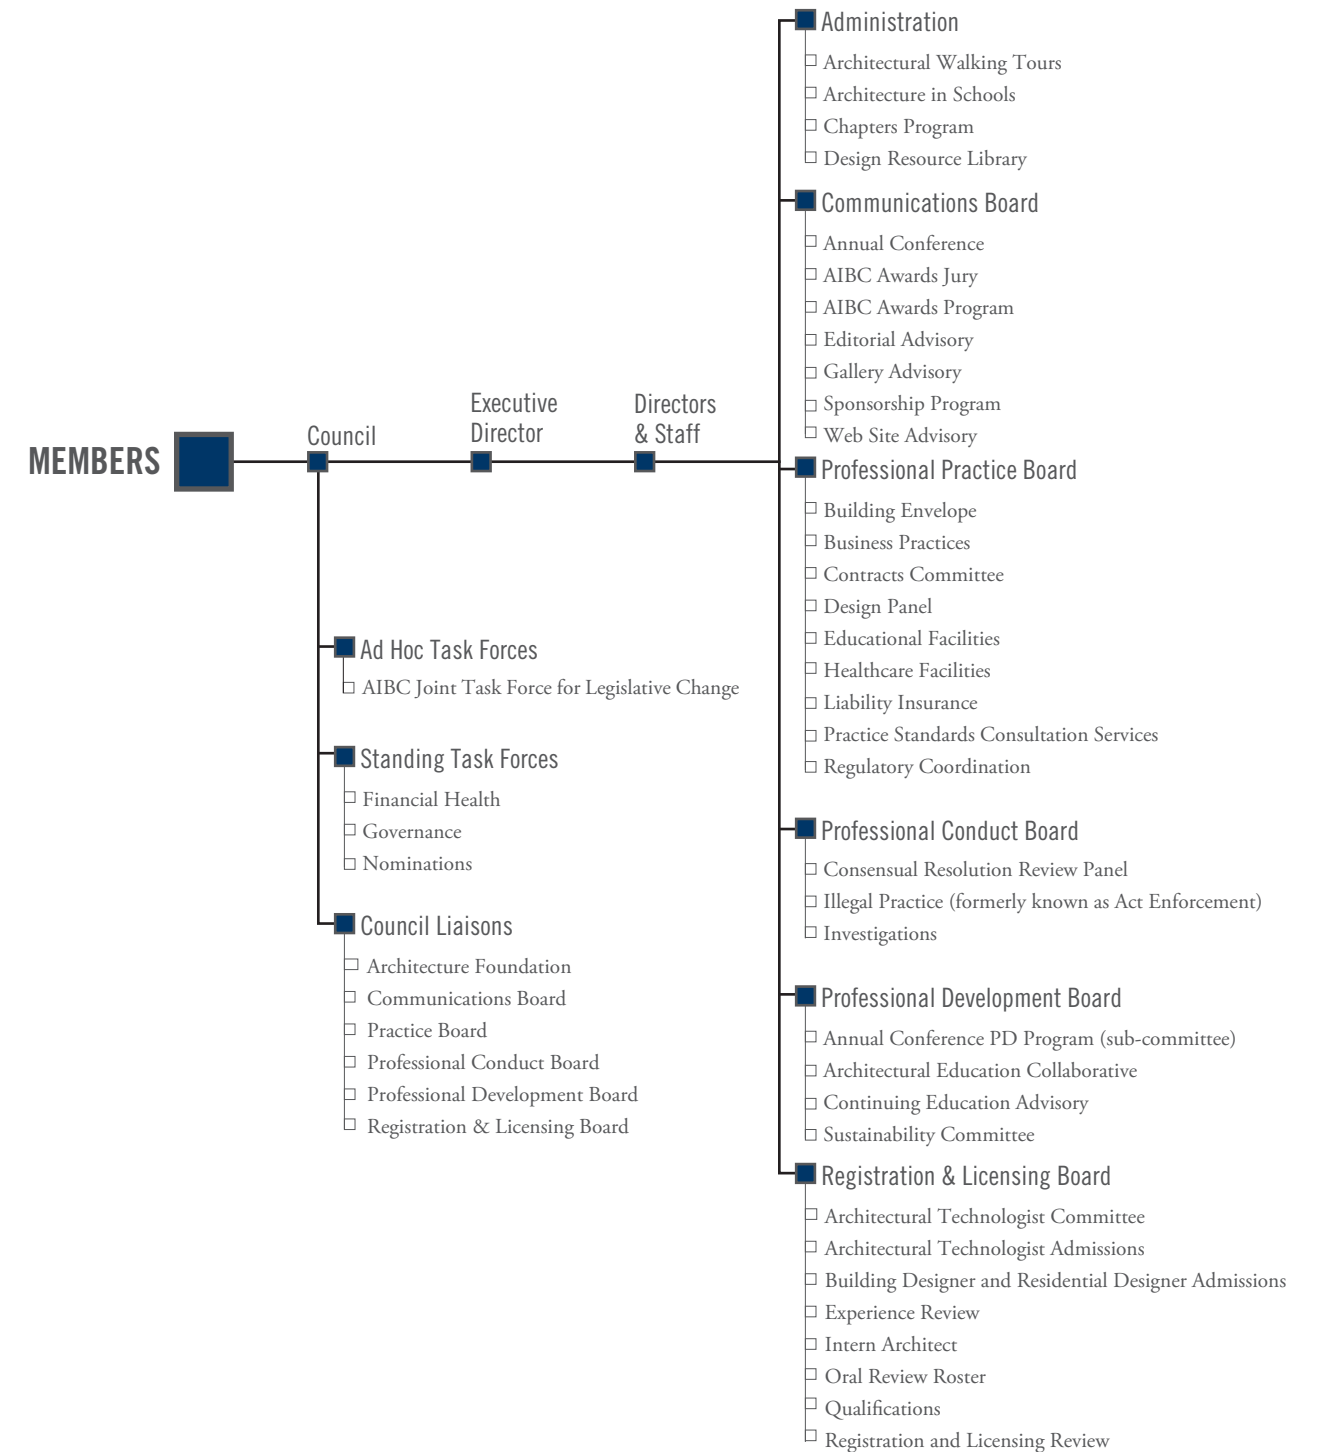 MEMBERS
Council
Executive
Director
Directors
& Staff
Ad Hoc Task Forces
AIBC Joint Task Force for Legislative Change
Standing Task Forces
Financial Health
Governance
Nominations
Council Liaisons
Architecture Foundation
Communications Board
Practice Board
Professional Conduct Board
Professional Development Board
Registration & Licensing Board
Administration
Architectural Walking Tours
Architecture in Schools
Chapters Program
Design Resource Library
Communications Board
Annual Conference
AIBC Awards Jury
AIBC Awards Program
Editorial Advisory
Gallery Advisory
Sponsorship Program
Web Site Advisory
Professional Practice Board
Building Envelope
Business Practices
Contracts Committee
Design Panel
Educational Facilities
Healthcare Facilities
Liability Insurance
Practice Standards Consultation Services
Regulatory Coordination
Professional Conduct Board
Consensual Resolution Review Panel
Illegal Practice (formerly known as Act Enforcement)
Investigations
Professional Development Board
Annual Conference PD Program (sub-committee)
Architectural Education Collaborative
Continuing Education Advisory
Sustainability Committee
Registration & Licensing Board
Architectural Technologist Committee
Architectural Technologist Admissions
Building Designer and Residential Designer Admissions
Experience Review
Intern Architect
Oral Review Roster
Qualifications
Registration and Licensing Review